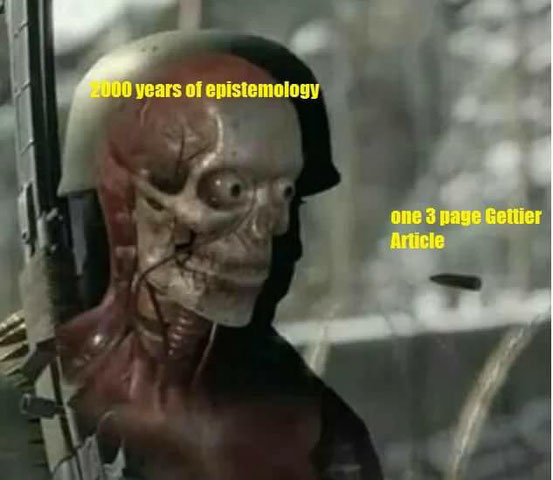 2000 years of epistemology
one 3 page Gettier
Article